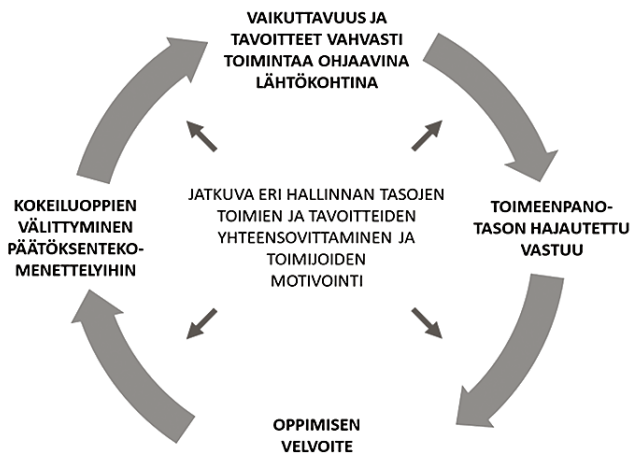 VAIKUTTAVUUS JA
TAVOITTEET VAHVASTI
TOIMINTAA OHJAAVINA
LÄHTÖKOHTINA
TOIMEENPANO-
TASON HAJAUTETTU
VASTUU
OPPIMISEN
VELVOITE
KOKEILUOPPIEN
VÄLITTYMINEN
PÄÄTÖKSENTEKO-
MENETTELYIHIN
JATKUVA ERI HALLINNAN TASOJEN
TOIMIEN JA TAVOITTEIDEN
YHTEENSOVITTAMINEN JA
TOIMIJOIDEN
MOTIVOINTI